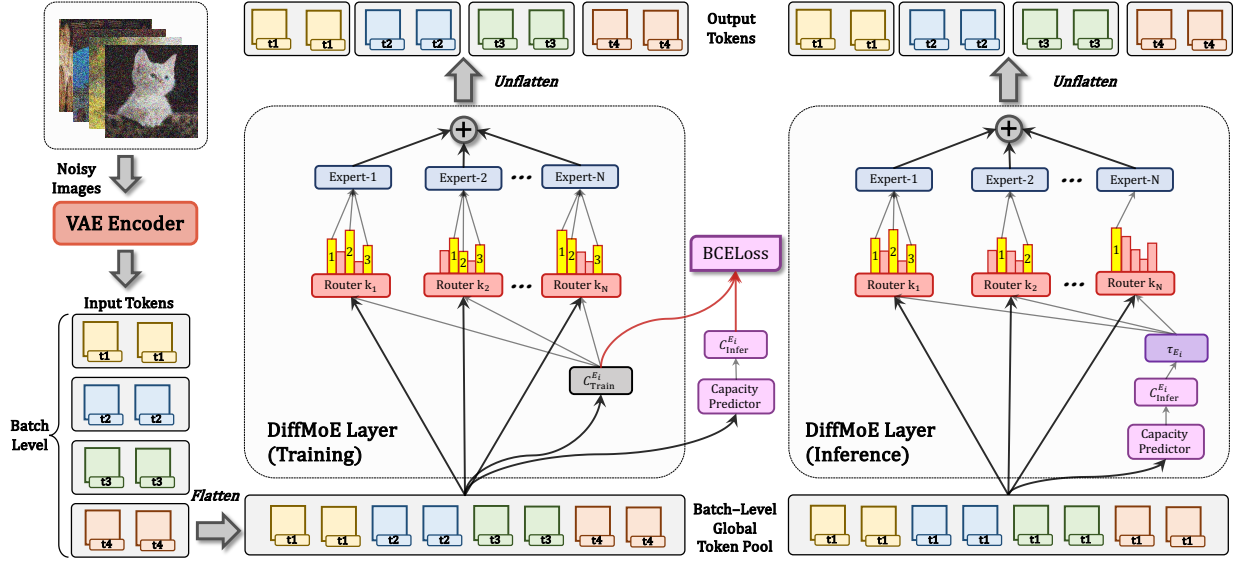 Noisy
Images
VAE Encoder
Input Tokens
t1 t1
t2 t2
t3 t3
t4 t4
Batch
Level
Flatten
t1 t1 t2 t2 t3 t3 t4 t4
Output
Tokens
Unflatten
+
Expert-1 Expert-2 ... Expert-N
1 2 3 1 2 3 1 2 3
Router k1 Router k2 ... Router kN
BCELoss
C^{E_i}_{Infer}
C^{E_i}_{Train}
Capacity
Predictor
DiffMoE Layer
(Training)
t1 t1 t2 t2 t3 t3 t4 t4
Batch-Level
Global
Token Pool
t1 t1 t2 t2 t3 t3 t4 t4
Unflatten
+
Expert-1 Expert-2 ... Expert-N
1 2 3 1 2 1
Router k1 Router k2 ... Router kN
τ_{E_i}
C^{E_i}_{Infer}
Capacity
Predictor
DiffMoE Layer
(Inference)
t1 t1 t1 t1 t1 t1 t1 t1